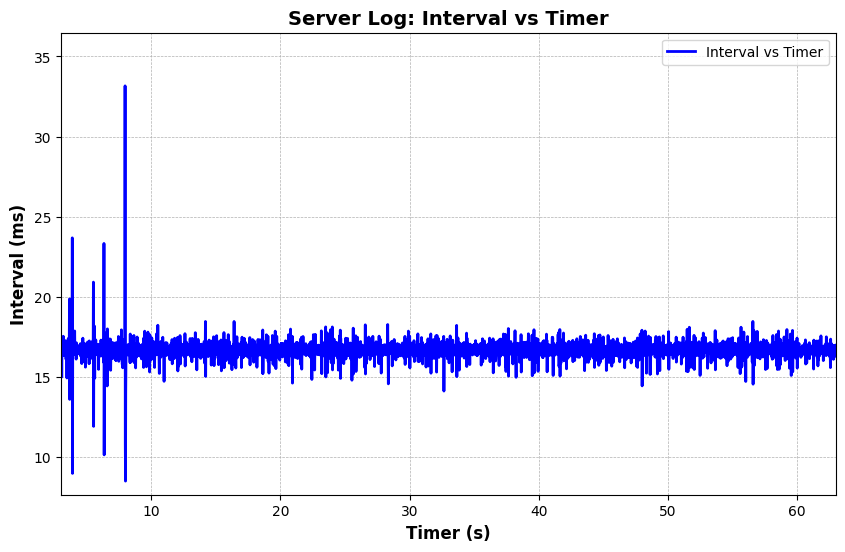 Server Log: Interval vs Timer
Interval vs Timer
35
30
25
20
15
10
Interval (ms)
10 20 30 40 50 60
Timer (s)